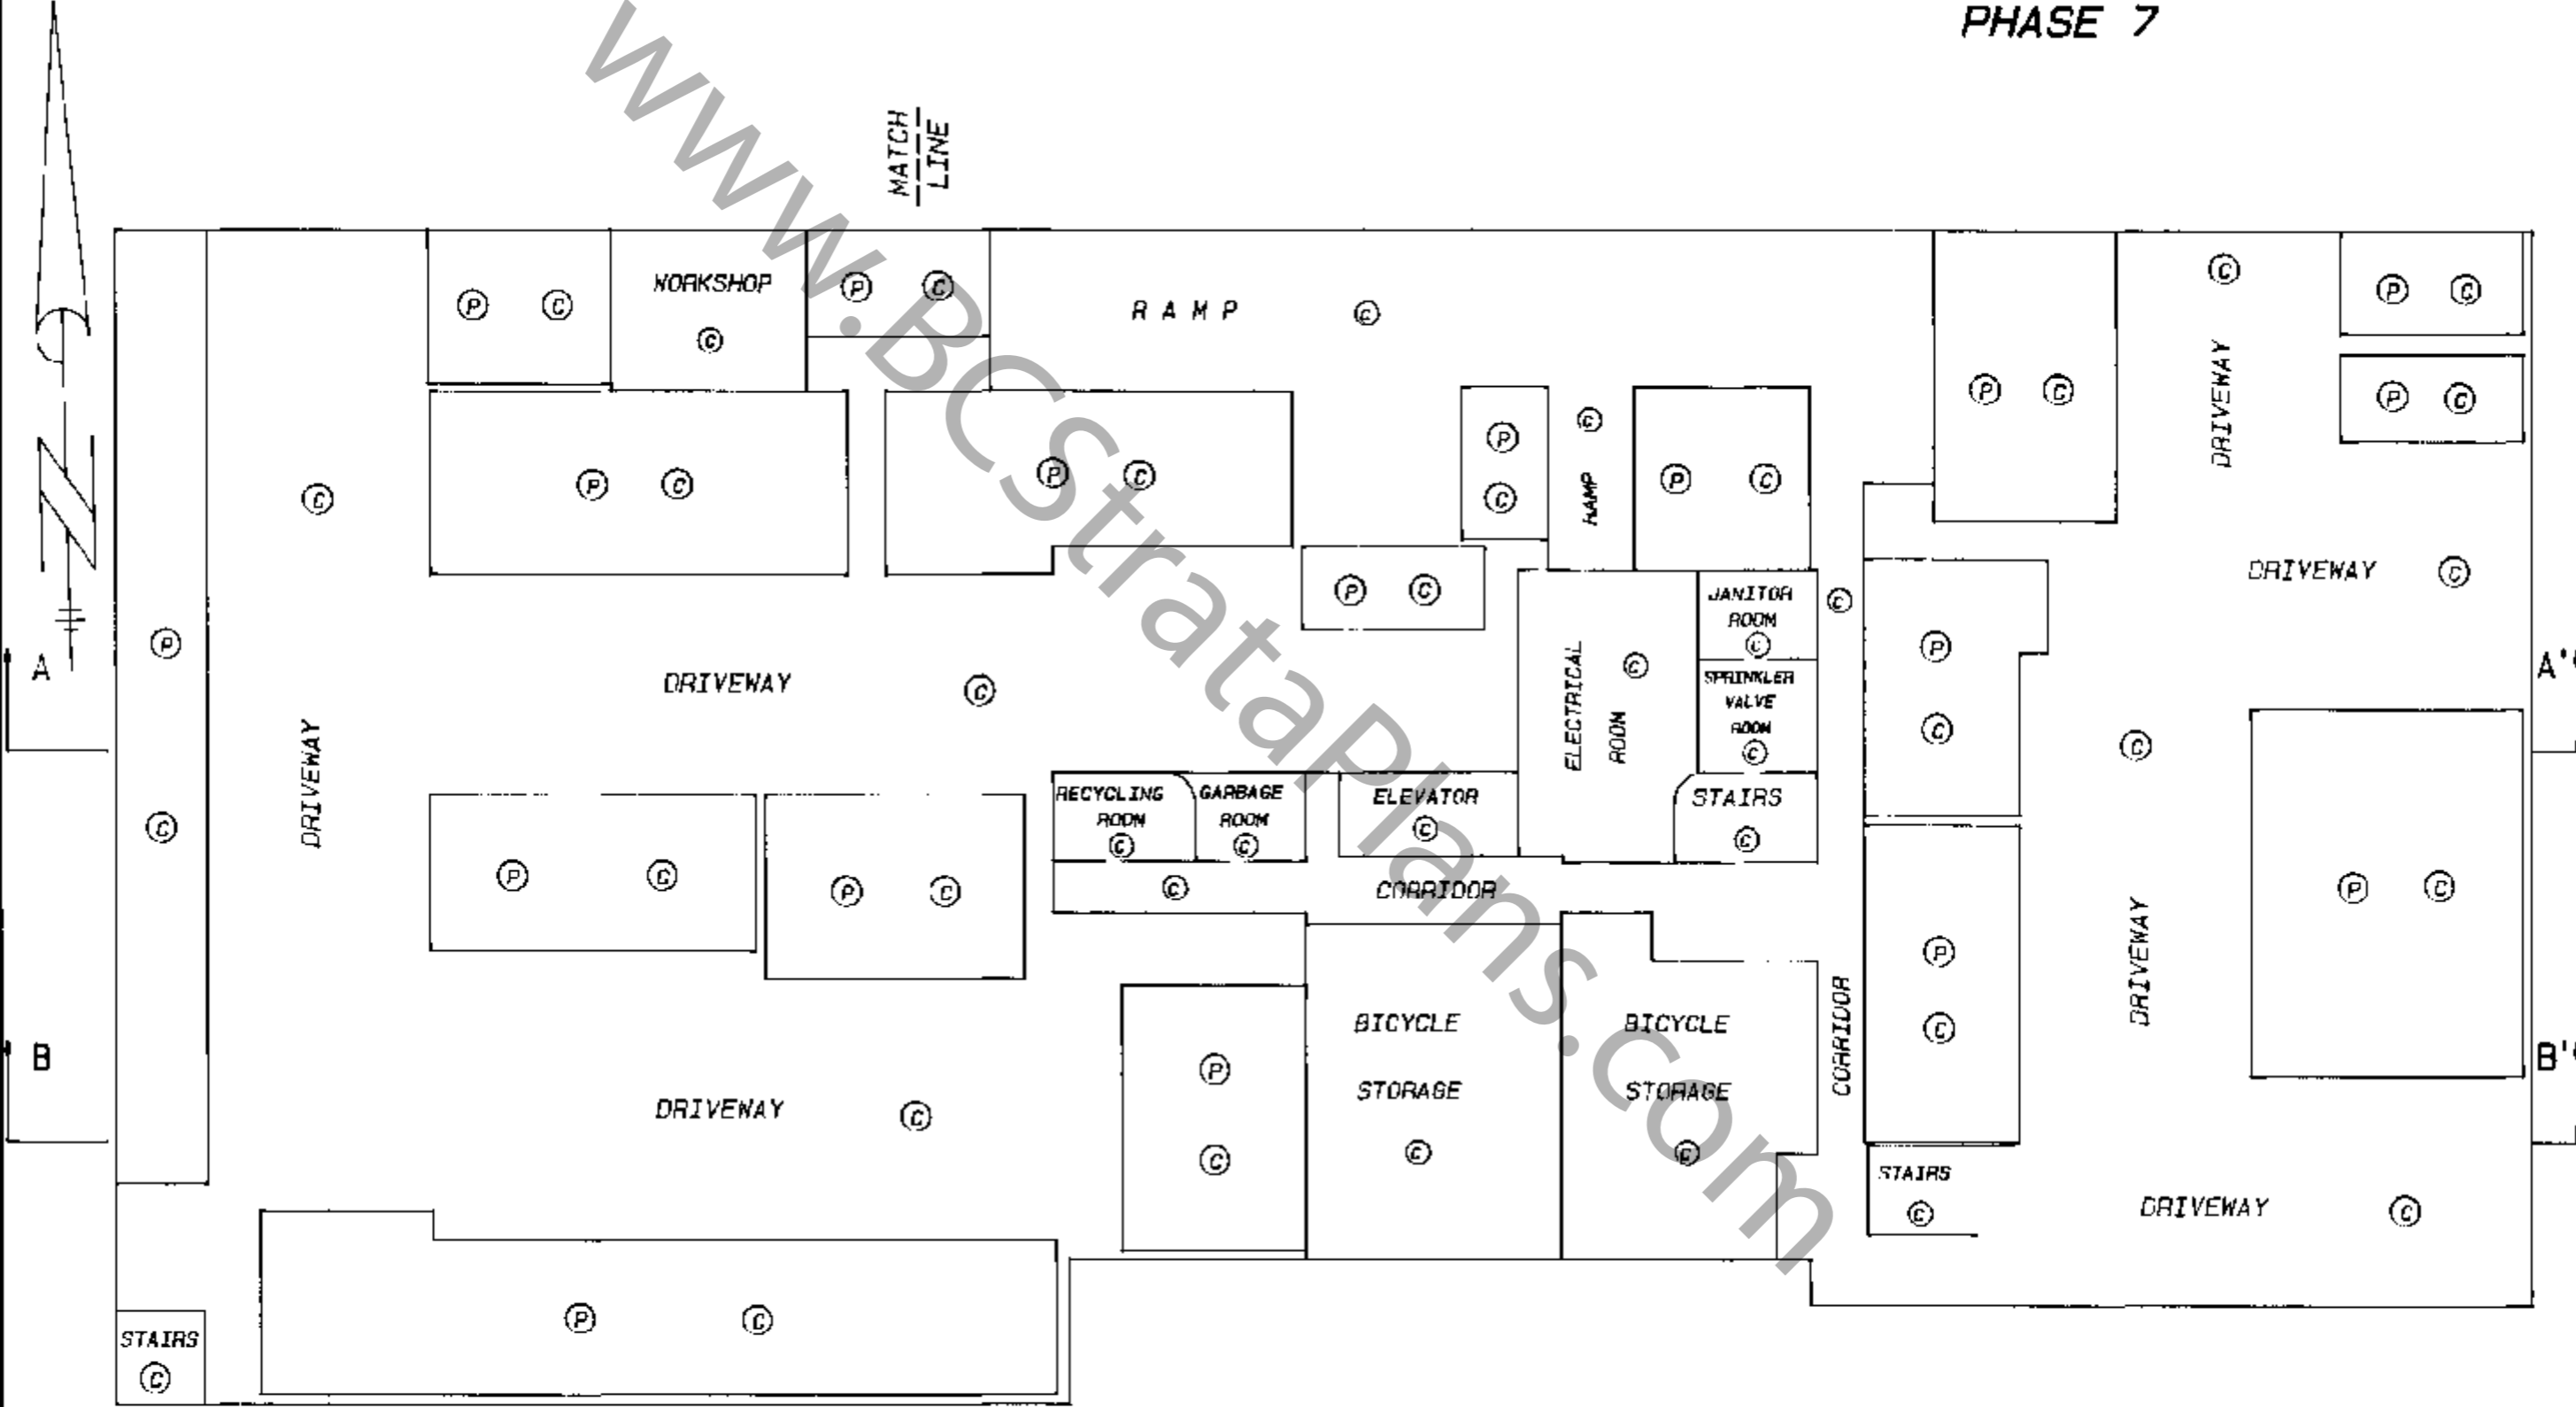 PHASE 7
www.BCStrataPlans.com
MATCH
LINE
WORKSHOP
C
P C
P C
R A M P C
C
P C
P C
P C
P C
P C
P
C
C
RAMP
P C
P C
DRIVEWAY
C
P C
JANITOR
ROOM
C
C
DRIVEWAY C
P
C
A
A'
P
C
DRIVEWAY C
DRIVEWAY
ELECTRICAL
ROOM
C
SPRINKLER
VALVE
ROOM
C
C
RECYCLING
ROOM
C
GARBAGE
ROOM
C
ELEVATOR
C
STAIRS
C
P C
P C
C CORRIDOR
P C
P
C
DRIVEWAY
B
B'
DRIVEWAY C
P
C
BICYCLE
STORAGE
C
BICYCLE
STORAGE
C
CORRIDOR
STAIRS
C
DRIVEWAY C
P C
STAIRS
C